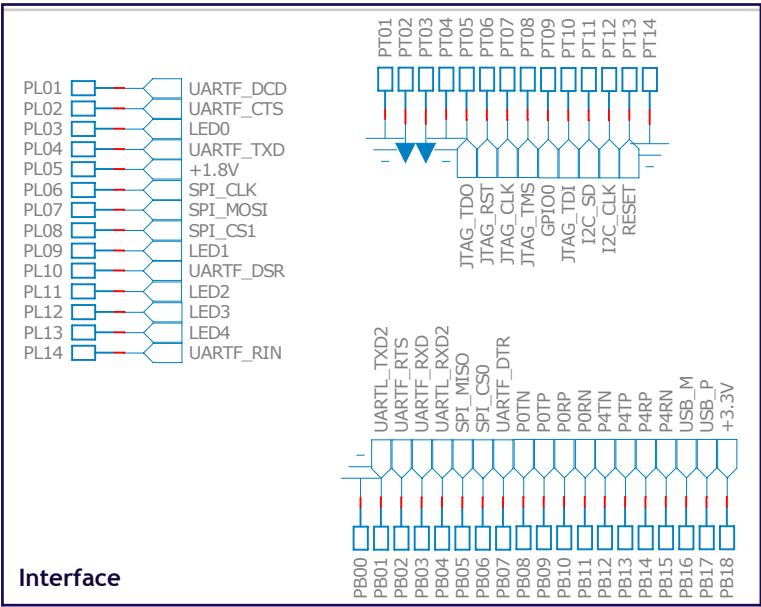 PT01
PT02
PT03
PT04
PT05
PT06
PT07
PT08
PT09
PT10
PT11
PT12
PT13
PT14
PL01 UARTF_DCD
PL02 UARTF_CTS
PL03 LED0
PL04 UARTF_TXD
PL05 +1.8V
PL06 SPI_CLK
PL07 SPI_MOSI
PL08 SPI_CS1
PL09 LED1
PL10 UARTF_DSR
PL11 LED2
PL12 LED3
PL13 LED4
PL14 UARTF_RIN
JTAG_TDO
JTAG_RST
JTAG_CLK
JTAG_TMS
GPIO0
JTAG_TDI
I2C_SD
I2C_CLK
RESET
UARTL_TXD2
UARTF_RTS
UARTF_RXD
UARTL_RXD2
SPI_MISO
SPI_CS0
UARTF_DTR
P0TN
P0TP
P0RP
P0RN
P4TN
P4TP
P4RP
P4RN
USB_M
USB_P
+3.3V
PB00
PB01
PB02
PB03
PB04
PB05
PB06
PB07
PB08
PB09
PB10
PB11
PB12
PB13
PB14
PB15
PB16
PB17
PB18
Interface